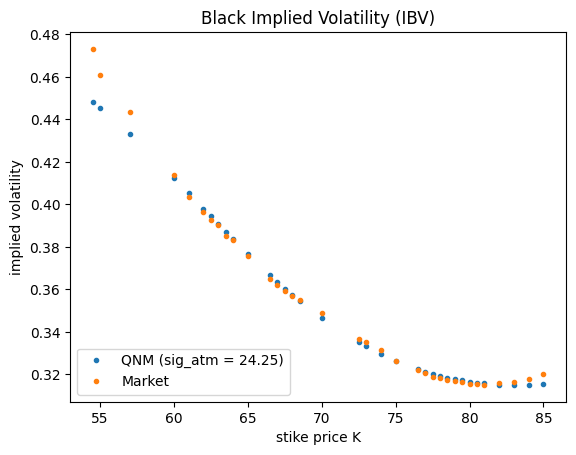 Black Implied Volatility (IBV)
0.48
0.46
0.44
0.42
0.40
0.38
0.36
0.34
0.32
implied volatility
QNM (sig_atm = 24.25)
Market
55 60 65 70 75 80 85
stike price K